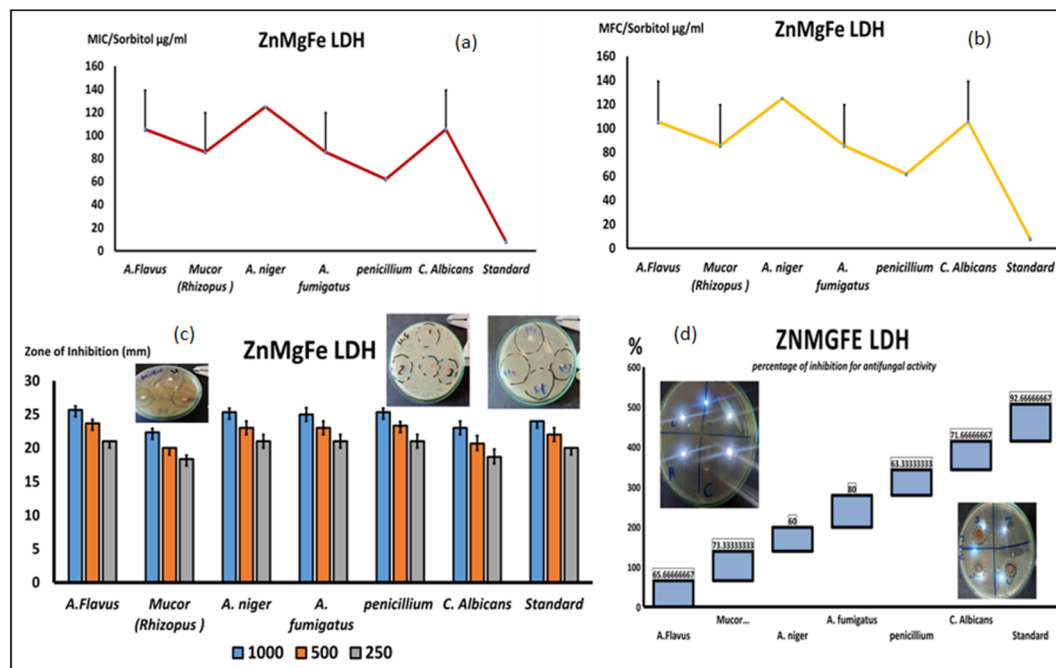 MIC/Sorbitol µg/ml
ZnMgFe LDH
(a)
160
140
120
100
80
60
40
20
0
A.Flavus
Mucor
(Rhizopus )
A. niger
A.
fumigatus
penicillium
C. Albicans
Standard
MFC/Sorbitol µg/ml
ZnMgFe LDH
(b)
160
140
120
100
80
60
40
20
0
A.Flavus
Mucor
(Rhizopus )
A. niger
A.
fumigatus
penicillium
C. Albicans
Standard
(c)
Zone of Inhibition (mm)
ZnMgFe LDH
30
25
20
15
10
5
0
A.Flavus
Mucor
(Rhizopus )
A. niger
A.
fumigatus
penicillium
C. Albicans
Standard
1000
500
250
%
(d)
ZNMGFE LDH
percentage of inhibition for antifungal activity
600
500
400
300
200
100
0
65.66666667
73.33333333
60
80
63.33333333
71.66666667
92.66666667
A.Flavus
Mucor...
A. niger
A. fumigatus
penicillium
C. Albicans
Standard
C